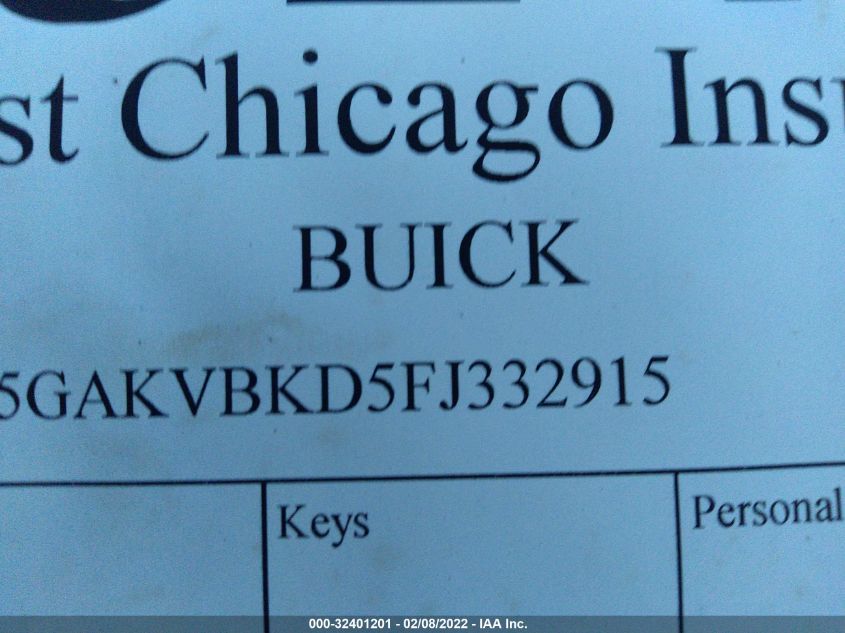 st Chicago Ins
BUICK
5GAKVBKD5FJ332915
Keys
Personal
000-32401201 - 02/08/2022 - IAA Inc.